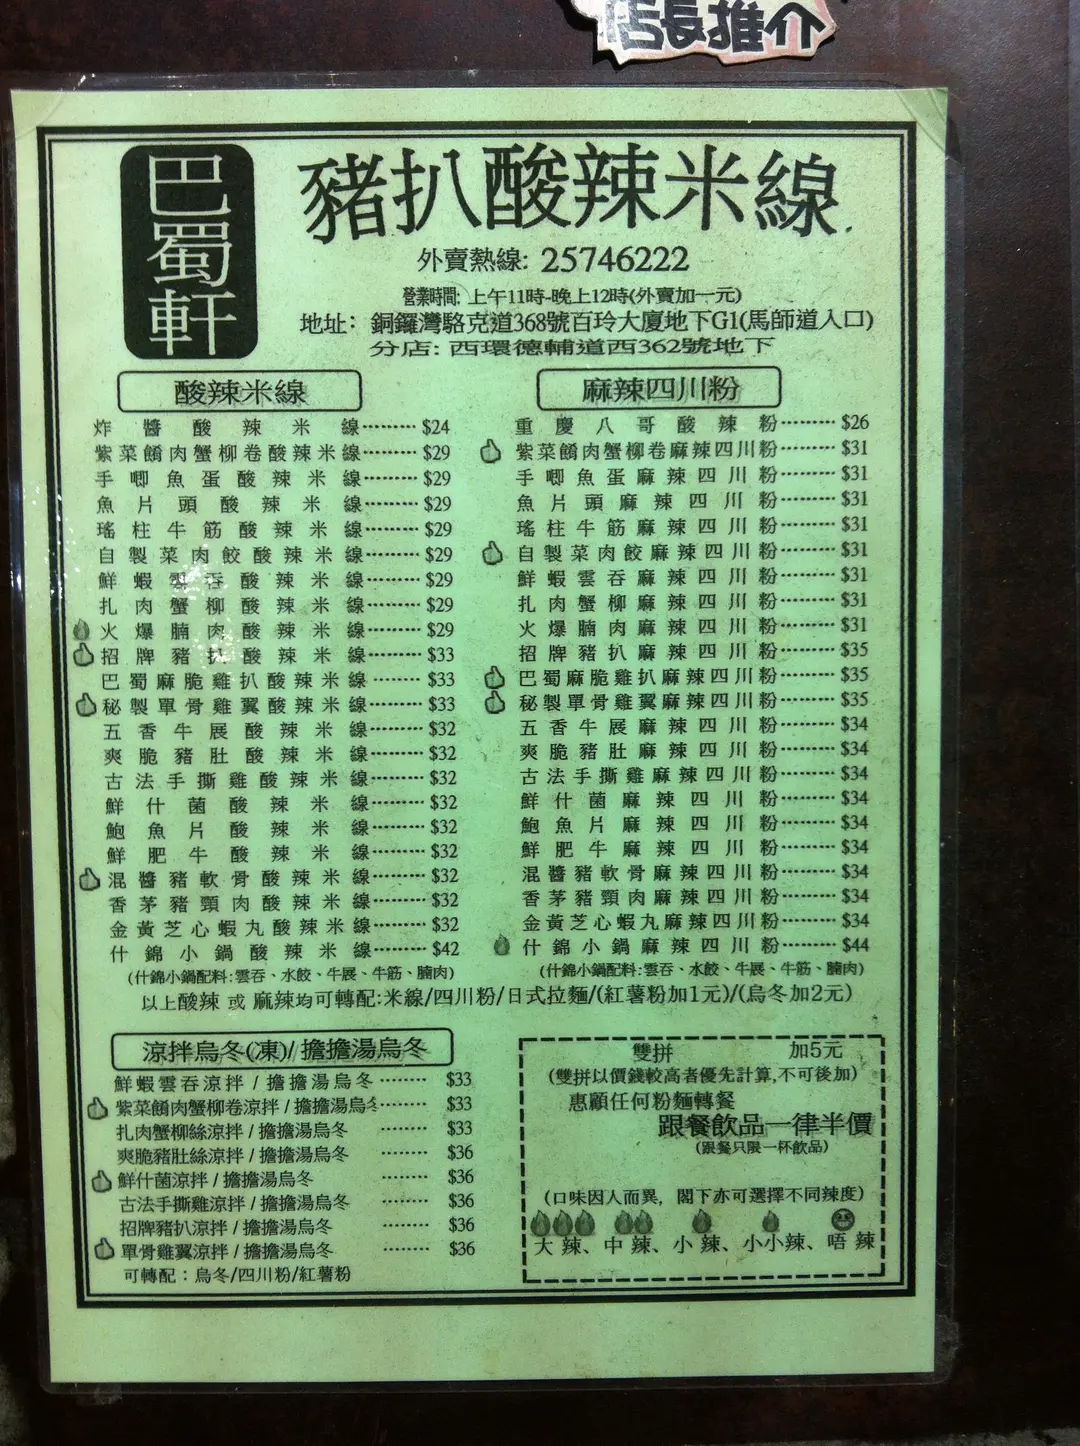 店長推介
巴蜀軒
豬扒酸辣米線
外賣熱線: 25746222
營業時間: 上午11時-晚上12時(外賣加一元)
地址： 銅鑼灣駱克道368號百玲大廈地下G1(馬師道入口)
分店: 西環德輔道西362號地下
酸辣米線
炸醬酸辣米線……… $24
紫菜餚肉蟹柳卷酸辣米線……… $29
手唧魚蛋酸辣米線……… $29
魚片頭酸辣米線……… $29
瑤柱牛筋酸辣米線……… $29
自製菜肉餃酸辣米線……… $29
鮮蝦雲吞酸辣米線……… $29
扎肉蟹柳酸辣米線……… $29
火爆腩肉酸辣米線……… $29
招牌豬扒酸辣米線……… $33
巴蜀麻脆雞扒酸辣米線……… $33
秘製單骨雞翼酸辣米線……… $33
五香牛展酸辣米線……… $32
爽脆豬肚酸辣米線……… $32
古法手撕雞酸辣米線……… $32
鮮什菌酸辣米線……… $32
鮑魚片酸辣米線……… $32
鮮肥牛酸辣米線……… $32
混醬豬軟骨酸辣米線……… $32
香茅豬頸肉酸辣米線……… $32
金黃芝心蝦丸酸辣米線……… $32
什錦小鍋酸辣米線……… $42
(什錦小鍋配料:雲吞、水餃、牛展、牛筋、腩肉)
麻辣四川粉
重慶八哥酸辣粉……… $26
紫菜餚肉蟹柳卷麻辣四川粉……… $31
手唧魚蛋麻辣四川粉……… $31
魚片頭麻辣四川粉……… $31
瑤柱牛筋麻辣四川粉……… $31
自製菜肉餃麻辣四川粉……… $31
鮮蝦雲吞麻辣四川粉……… $31
扎肉蟹柳麻辣四川粉……… $31
火爆腩肉麻辣四川粉……… $31
招牌豬扒麻辣四川粉……… $35
巴蜀麻脆雞扒麻辣四川粉……… $35
秘製單骨雞翼麻辣四川粉……… $35
五香牛展麻辣四川粉……… $34
爽脆豬肚麻辣四川粉……… $34
古法手撕雞麻辣四川粉……… $34
鮮什菌麻辣四川粉……… $34
鮑魚片麻辣四川粉……… $34
鮮肥牛麻辣四川粉……… $34
混醬豬軟骨麻辣四川粉……… $34
香茅豬頸肉麻辣四川粉……… $34
金黃芝心蝦丸麻辣四川粉……… $34
什錦小鍋麻辣四川粉……… $44
(什錦小鍋配料:雲吞、水餃、牛展、牛筋、腩肉)
以上酸辣 或 麻辣均可轉配:米線/四川粉/日式拉麵/(紅薯粉加1元)/(烏冬加2元)
涼拌烏冬(凍)/ 擔擔湯烏冬
鮮蝦雲吞涼拌 / 擔擔湯烏冬 ……… $33
紫菜餚肉蟹柳卷涼拌 / 擔擔湯烏冬……… $33
扎肉蟹柳絲涼拌 / 擔擔湯烏冬 ……… $33
爽脆豬肚絲涼拌 / 擔擔湯烏冬 ……… $36
鮮什菌涼拌 / 擔擔湯烏冬 ……… $36
古法手撕雞涼拌 / 擔擔湯烏冬 ……… $36
招牌豬扒涼拌 / 擔擔湯烏冬 ……… $36
單骨雞翼涼拌 / 擔擔湯烏冬 ……… $36
可轉配：烏冬/四川粉/紅薯粉
雙拼 加5元
(雙拼以價錢較高者優先計算,不可後加)
惠顧任何粉麵轉餐
跟餐飲品一律半價
(跟餐只限一杯飲品)
(口味因人而異，閣下亦可選擇不同辣度)
大辣、中辣、小辣、小小辣、唔辣